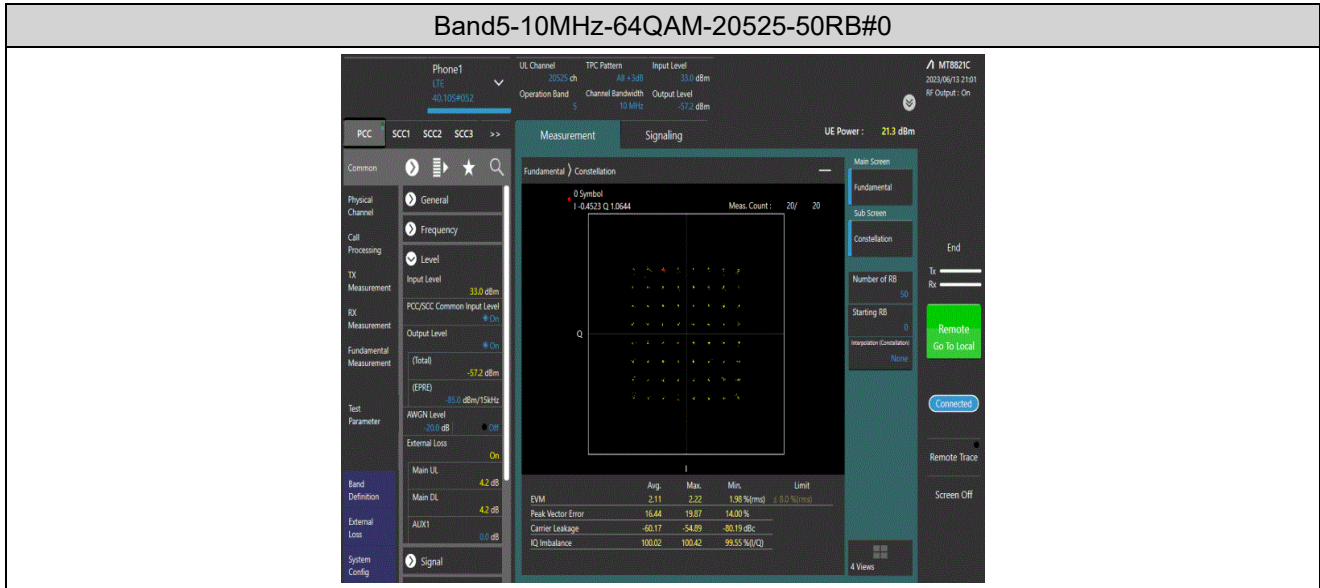 Band5-10MHz-64QAM-20525-50RB#0
Phone1
LTE
40.105#052
UL Channel
20525 ch
TPC Pattern
All +3dB
Input Level
33.0 dBm
Operation Band
5
Channel Bandwidth
10 MHz
Output Level
-57.2 dBm
MT8821C
2023/06/13 21:01
RF Output : On
PCC SCC1 SCC2 SCC3 >>
Measurement Signaling
UE Power : 21.3 dBm
Common
Physical
Channel
Call
Processing
TX
Measurement
RX
Measurement
Fundamental
Measurement
Test
Parameter
Band
Definition
External
Loss
System
Config
General
Frequency
Level
Input Level
33.0 dBm
PCC/SCC Common Input Level
On
Output Level
On
(Total)
-57.2 dBm
(EPRE)
-85.0 dBm/15kHz
AWGN Level
-20.0 dB Off
External Loss
On
Main UL
4.2 dB
Main DL
4.2 dB
AUX1
0.0 dB
Signal
Fundamental Constellation
0 Symbol
I -0.4523 Q 1.0644
Meas. Count : 20/ 20
Q
I
Avg. Max. Min. Limit
EVM 2.11 2.22 1.98 %(rms) ≤ 8.0 %(rms)
Peak Vector Error 16.44 19.87 14.00 %
Carrier Leakage -60.17 -54.89 -80.19 dBc
IQ Imbalance 100.02 100.42 99.55 %(I/Q)
Main Screen
Fundamental
Sub Screen
Constellation
Number of RB
50
Starting RB
0
Interpolation (Constellation)
None
4 Views
End
Tx
Rx
Remote
Go To Local
Connected
Remote Trace
Screen Off